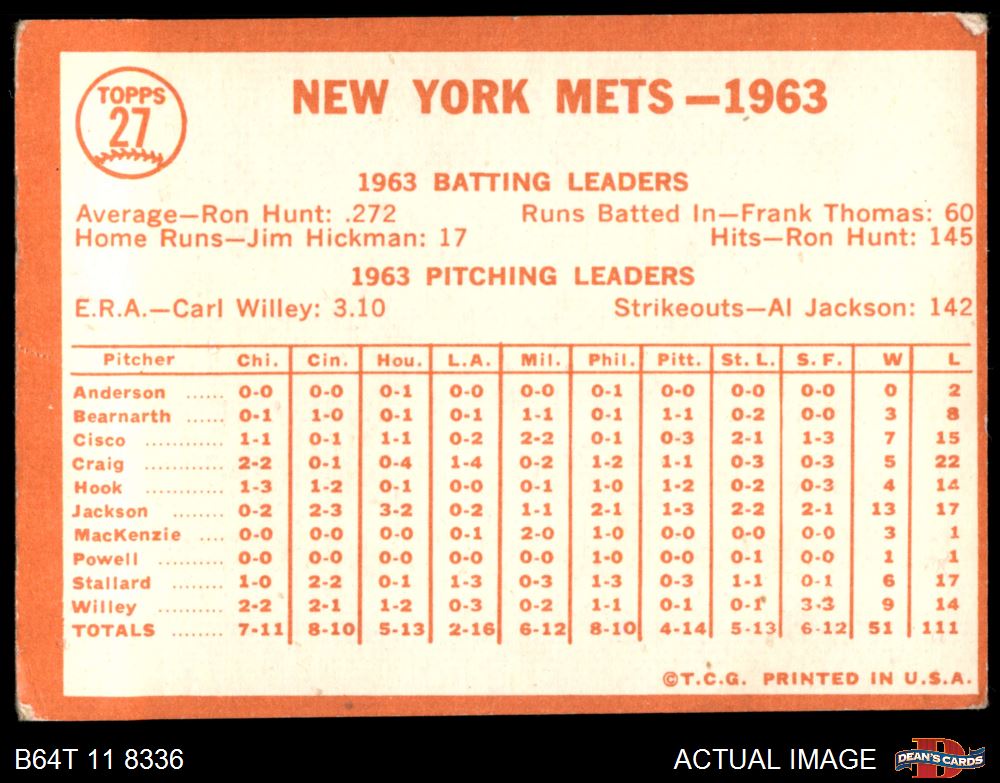 TOPPS
27
NEW YORK METS—1963
1963 BATTING LEADERS
Average—Ron Hunt: .272 Runs Batted In—Frank Thomas: 60
Home Runs—Jim Hickman: 17 Hits—Ron Hunt: 145
1963 PITCHING LEADERS
E.R.A.—Carl Willey: 3.10 Strikeouts—Al Jackson: 142
Pitcher Chi. Cin. Hou. L.A. Mil. Phil. Pitt. St. L. S. F. W L
Anderson ...... 0-0 0-0 0-1 0-0 0-0 0-1 0-0 0-0 0-0 0 2
Bearnarth ...... 0-1 1-0 0-1 0-1 1-1 0-1 1-1 0-2 0-0 3 8
Cisco ........... 1-1 0-1 1-1 0-2 2-2 0-1 0-3 2-1 1-3 7 15
Craig ........... 2-2 0-1 0-4 1-4 0-2 1-2 1-1 0-3 0-3 5 22
Hook ........... 1-3 1-2 0-1 0-0 0-1 1-0 1-2 0-2 0-3 4 14
Jackson ........ 0-2 2-3 3-2 0-2 1-1 2-1 1-3 2-2 2-1 13 17
MacKenzie .... 0-0 0-0 0-0 0-1 2-0 1-0 0-0 0-0 0-0 3 1
Powell ......... 0-0 0-0 0-0 0-0 0-0 1-0 0-0 0-1 0-0 1 1
Stallard ........ 1-0 2-2 0-1 1-3 0-3 1-3 0-3 1-1 0-1 6 17
Willey .......... 2-2 2-1 1-2 0-3 0-2 1-1 0-1 0-1 3-3 9 14
TOTALS ........ 7-11 8-10 5-13 2-16 6-12 8-10 4-14 5-13 6-12 51 111
©T.C.G. PRINTED IN U.S.A.
B64T 11 8336 ACTUAL IMAGE DEAN'S CARDS